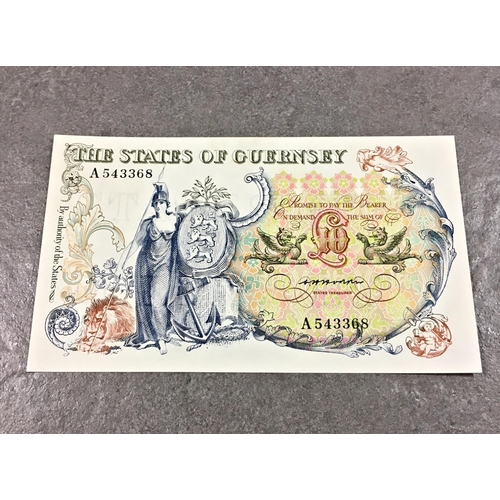 THE STATES OF GUERNSEY
A 543368
PROMISE TO PAY THE BEARER
ON DEMAND THE SUM OF
£10
STATES TREASURER
A 543368
By authority of the States